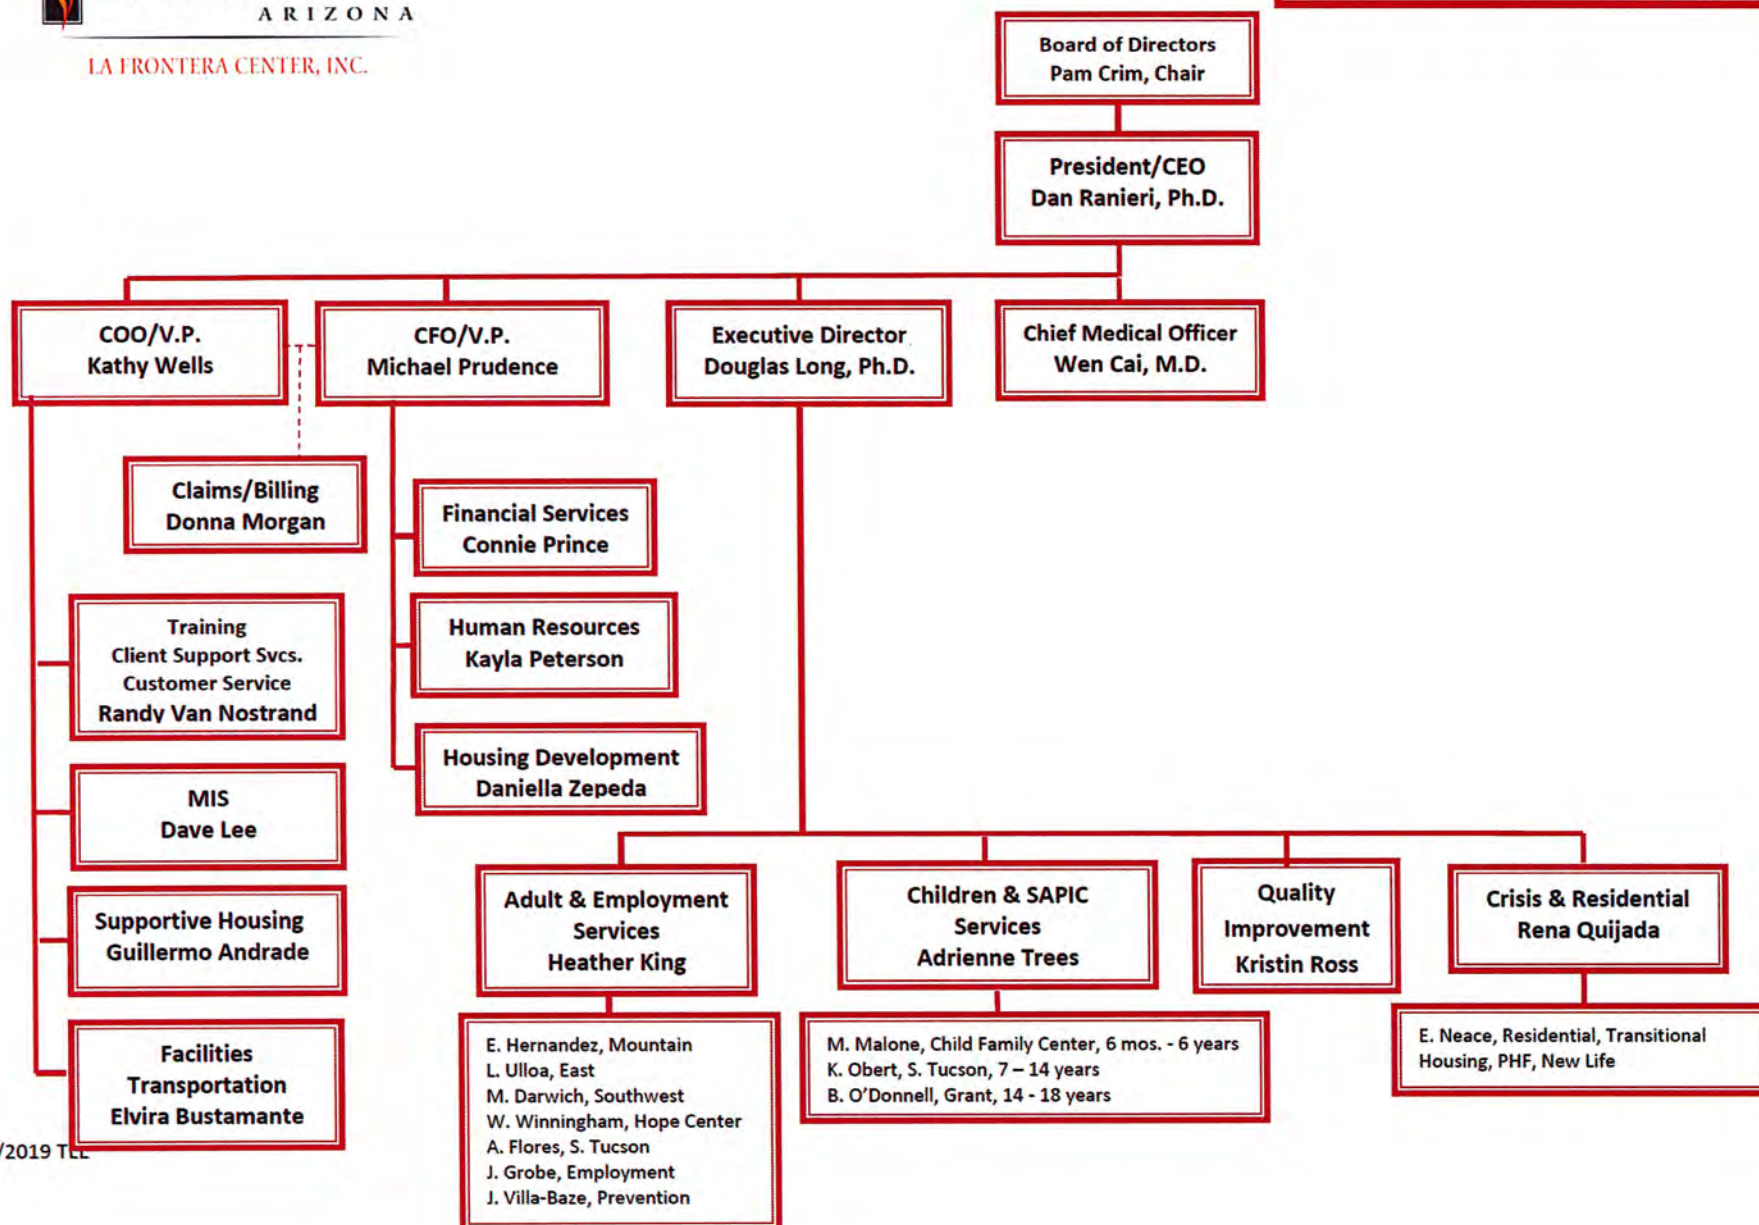 ARIZONA
LA FRONTERA CENTER, INC.
Board of Directors
Pam Crim, Chair
President/CEO
Dan Ranieri, Ph.D.
COO/V.P.
Kathy Wells
CFO/V.P.
Michael Prudence
Executive Director
Douglas Long, Ph.D.
Chief Medical Officer
Wen Cai, M.D.
Claims/Billing
Donna Morgan
Financial Services
Connie Prince
Training
Client Support Svcs.
Customer Service
Randy Van Nostrand
Human Resources
Kayla Peterson
Housing Development
Daniella Zepeda
MIS
Dave Lee
Supportive Housing
Guillermo Andrade
Facilities
Transportation
Elvira Bustamante
Adult & Employment
Services
Heather King
Children & SAPIC
Services
Adrienne Trees
Quality
Improvement
Kristin Ross
Crisis & Residential
Rena Quijada
E. Hernandez, Mountain
L. Ulloa, East
M. Darwich, Southwest
W. Winningham, Hope Center
A. Flores, S. Tucson
J. Grobe, Employment
J. Villa-Baze, Prevention
M. Malone, Child Family Center, 6 mos. - 6 years
K. Obert, S. Tucson, 7 – 14 years
B. O'Donnell, Grant, 14 - 18 years
E. Neace, Residential, Transitional
Housing, PHF, New Life
/2019 TLL